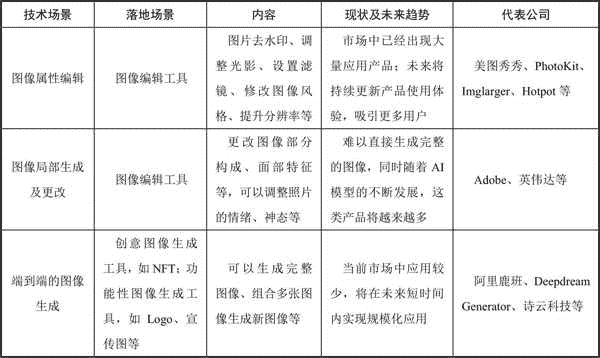 技术场景
落地场景
内容
现状及未来趋势
代表公司
图像属性编辑
图像编辑工具
图片去水印、调
整光影、设置滤
镜、修改图像风
格、提升分辨率等
市场中已经出现大
量应用产品；未来将
持续更新产品使用体
验，吸引更多用户
美图秀秀、PhotoKit、
Imglarger、Hotpot 等
图像局部生成
及更改
图像编辑工具
更改图像部分
构成、面部特征
等，可以调整照片
的情绪、神态等
难以直接生成完整
的图像，同时随着 AI
模型的不断发展，这
类产品将越来越多
Adobe、英伟达等
端到端的图像
生成
创意图像生成
工具，如 NFT；功
能性图像生成工
具，如 Logo、宣
传图等
可以生成完整
图像、组合多张图
像生成新图像等
当前市场中应用较
少，将在未来短时间
内实现规模化应用
阿里鹿班、Deepdream
Generator、诗云科技等